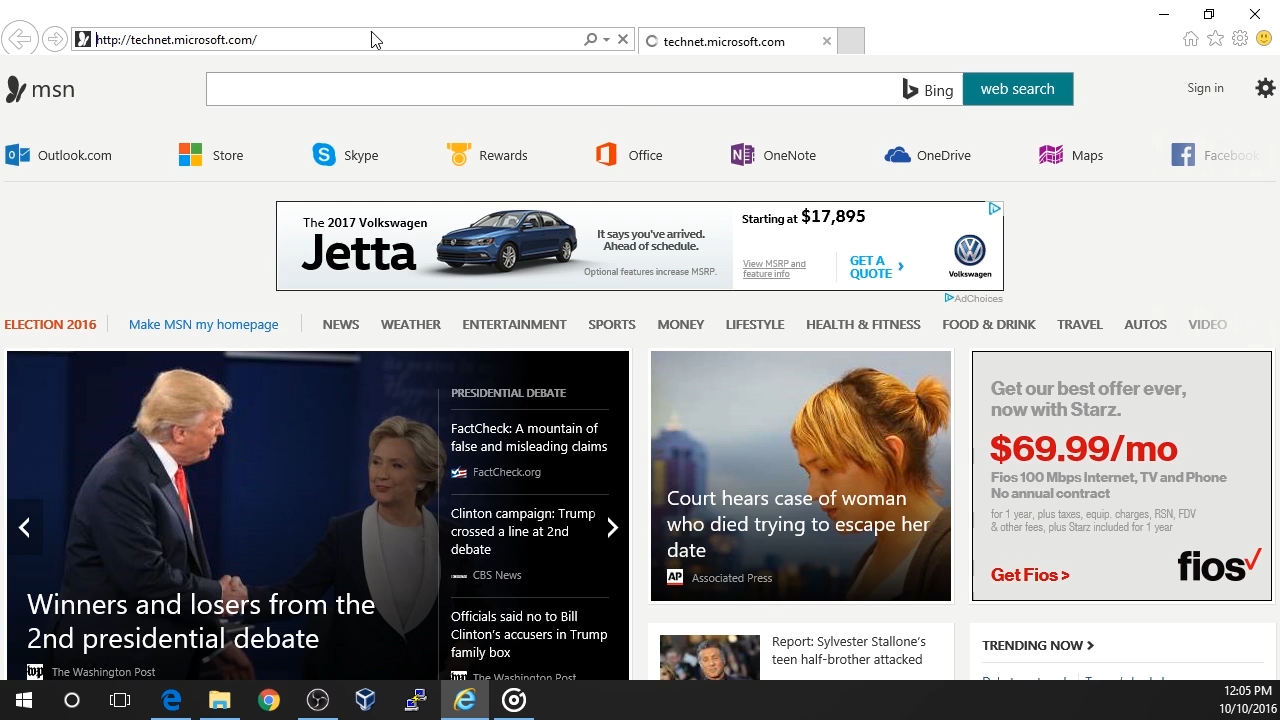 http://technet.microsoft.com/
technet.microsoft.com
msn
Bing
web search
Sign in
Outlook.com
Store
Skype
Rewards
Office
OneNote
OneDrive
Maps
Facebook
The 2017 Volkswagen
Jetta
It says you've arrived.
Ahead of schedule.
Optional features increase MSRP.
Starting at $17,895
View MSRP and
feature info
GET A
QUOTE
Volkswagen
AdChoices
ELECTION 2016
Make MSN my homepage
NEWS
WEATHER
ENTERTAINMENT
SPORTS
MONEY
LIFESTYLE
HEALTH & FITNESS
FOOD & DRINK
TRAVEL
AUTOS
VIDEO
Winners and losers from the
2nd presidential debate
The Washington Post
PRESIDENTIAL DEBATE
FactCheck: A mountain of
false and misleading claims
FactCheck.org
Clinton campaign: Trump
crossed a line at 2nd
debate
CBS News
Officials said no to Bill
Clinton's accusers in Trump
family box
The Washington Post
Court hears case of woman
who died trying to escape her
date
AP Associated Press
Get our best offer ever,
now with Starz.
$69.99/mo
Fios 100 Mbps Internet, TV and Phone
No annual contract
for 1 year, plus taxes, equip. charges, RSN, FDV
& other fees, plus Starz included for 1 year
Get Fios >
fios
Report: Sylvester Stallone's
teen half-brother attacked
TRENDING NOW
12:05 PM
10/10/2016